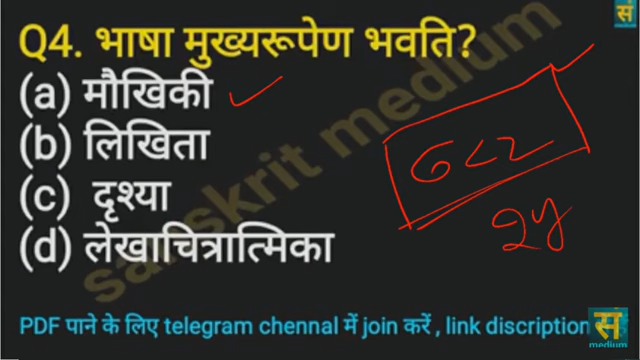 सं
Q4. भाषा मुख्यरूपेण भवति?
(a) मौखिकी
(b) लिखिता
(c) दृश्या
(d) लेखाचित्रात्मिका
sanskrit medium
PDF पाने के लिए telegram chennal में join करें , link discription
सं
medium